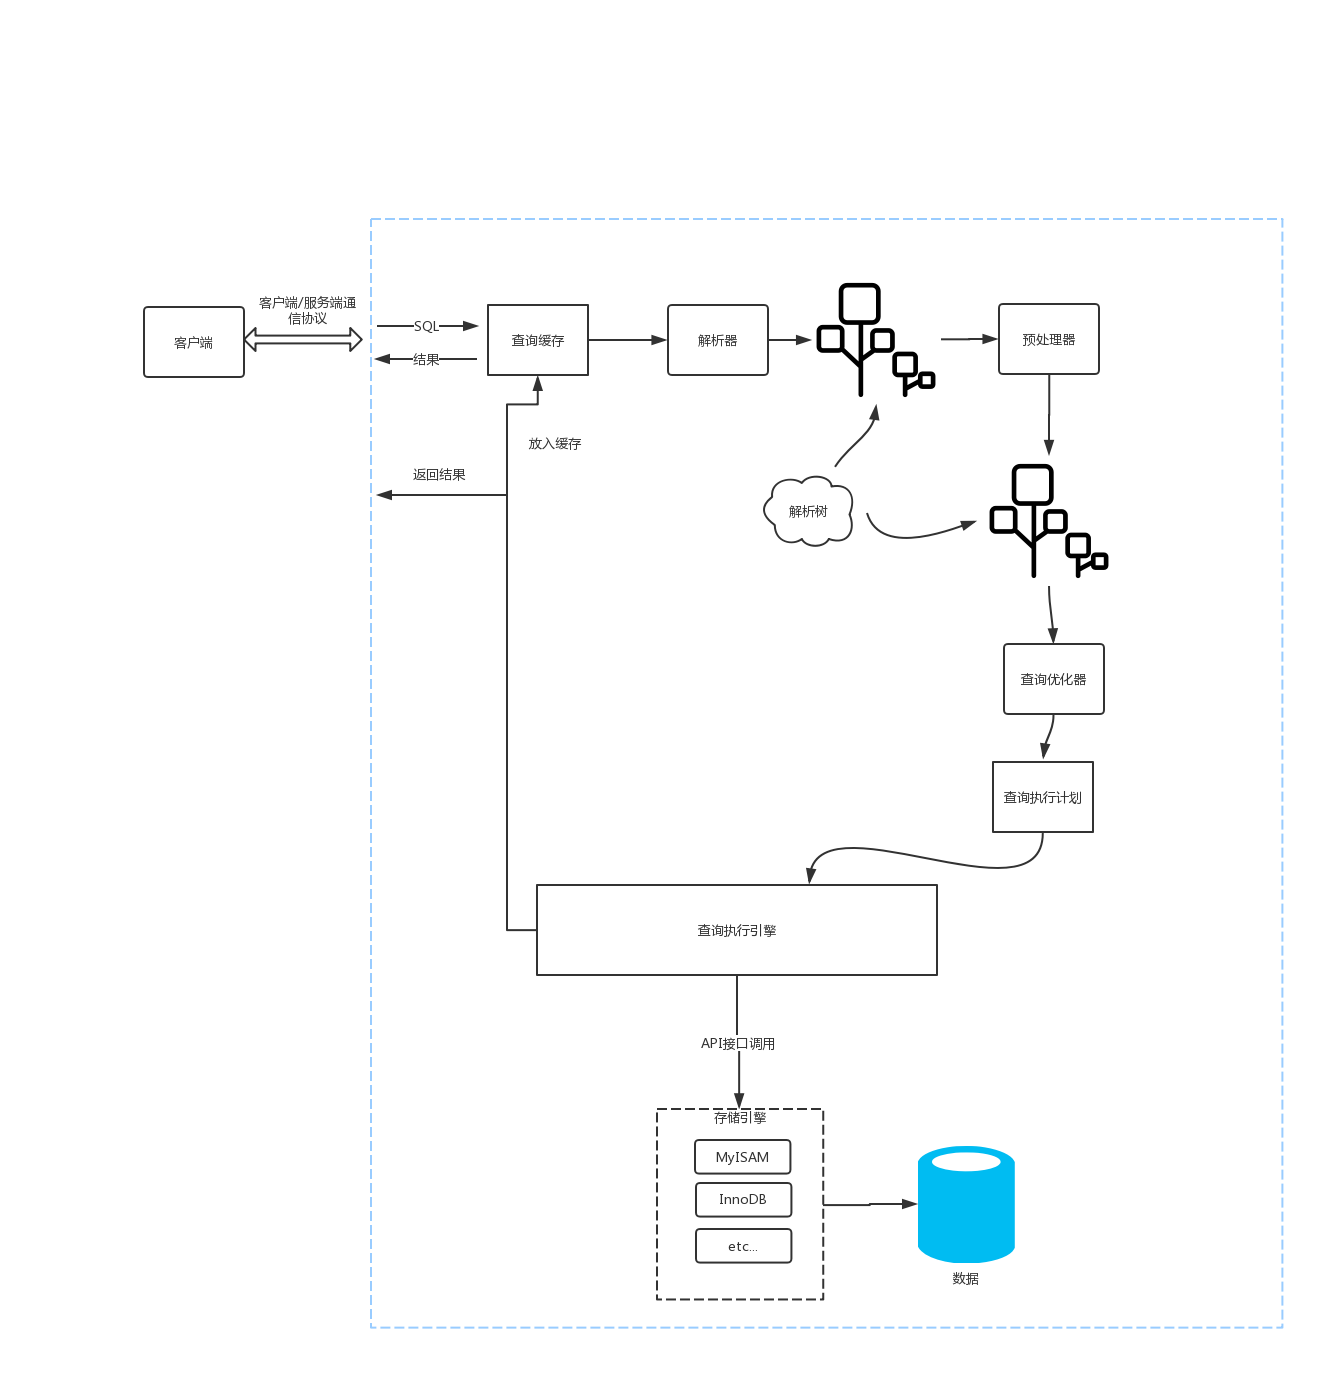 客户端/服务端通
信协议
客户端
SQL
结果
查询缓存
解析器
预处理器
放入缓存
返回结果
解析树
查询优化器
查询执行计划
查询执行引擎
API接口调用
存储引擎
MyISAM
InnoDB
etc...
数据